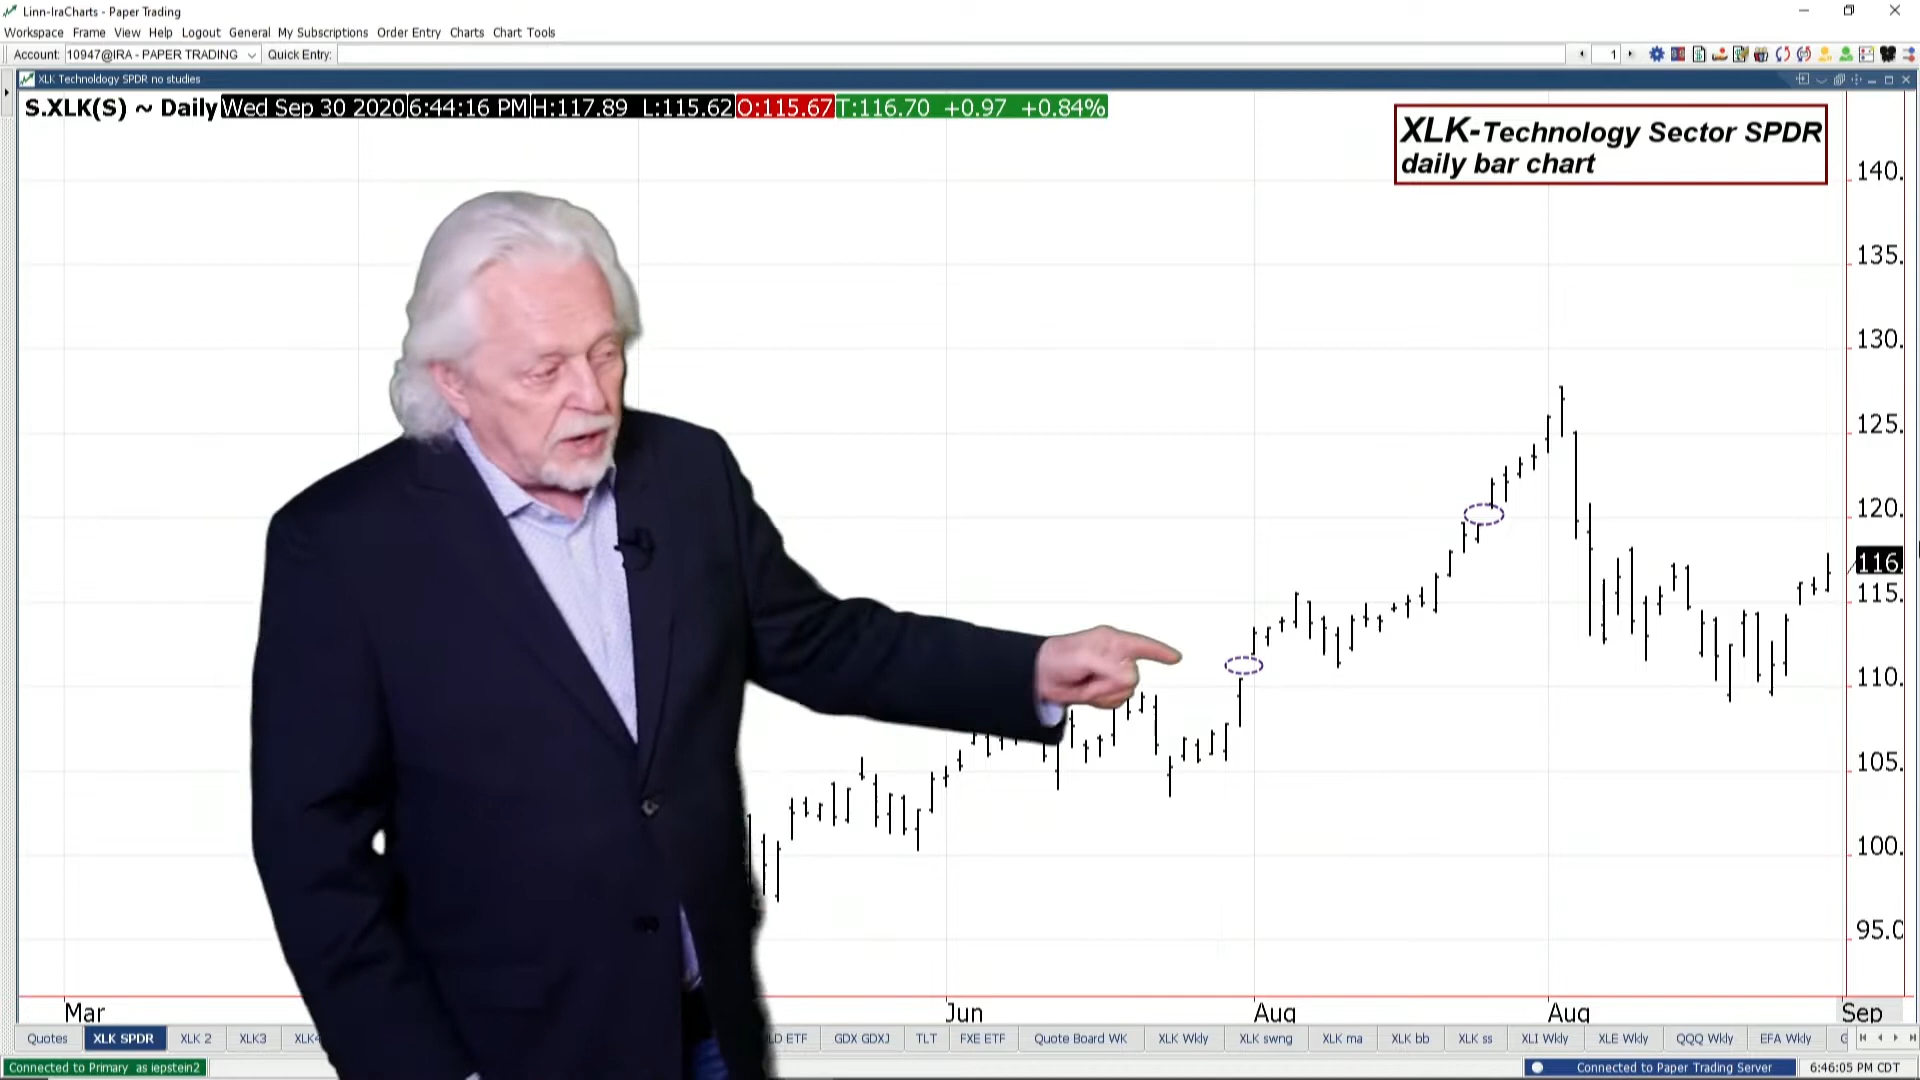 Linn-IraCharts - Paper Trading
Workspace Frame View Help Logout General My Subscriptions Order Entry Charts Chart Tools
Account: 10947@IRA - PAPER TRADING Quick Entry: 1
XLK Technoldogy SPDR no studies
S.XLK(S) ~ Daily Wed Sep 30 2020 6:44:16 PM H:117.89 L:115.62 O:115.67 T:116.70 +0.97 +0.84%
XLK-Technology Sector SPDR
daily bar chart
140.
135.
130.
125.
120.
116.
115.
110.
105.
100.
95.0
Mar Jun Aug Aug Sep
Quotes XLK SPDR XLK 2 XLK3 XLK4 LD ETF GDX GDXJ TLT FXE ETF Quote Board WK XLK Wkly XLK swng XLK ma XLK bb XLK ss XLI Wkly XLE Wkly QQQ Wkly EFA Wkly
Connected to Primary as iepstein2 Connected to Paper Trading Server 6:46:05 PM CDT